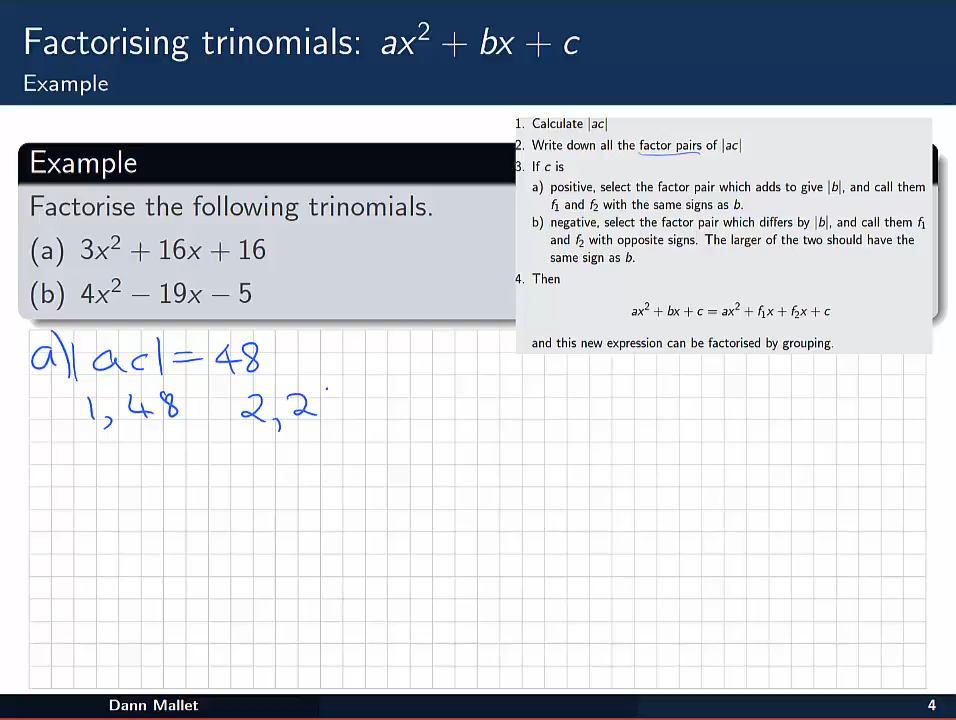 Factorising trinomials: ax² + bx + c
Example
1. Calculate |ac|
2. Write down all the factor pairs of |ac|
3. If c is
a) positive, select the factor pair which adds to give |b|, and call them
f₁ and f₂ with the same signs as b.
b) negative, select the factor pair which differs by |b|, and call them f₁
and f₂ with opposite signs. The larger of the two should have the
same sign as b.
4. Then
ax² + bx + c = ax² + f₁x + f₂x + c
and this new expression can be factorised by grouping.
Example
Factorise the following trinomials.
(a) 3x² + 16x + 16
(b) 4x² − 19x − 5
a) |ac| = 48
1, 48 2, 2
Dann Mallet 4